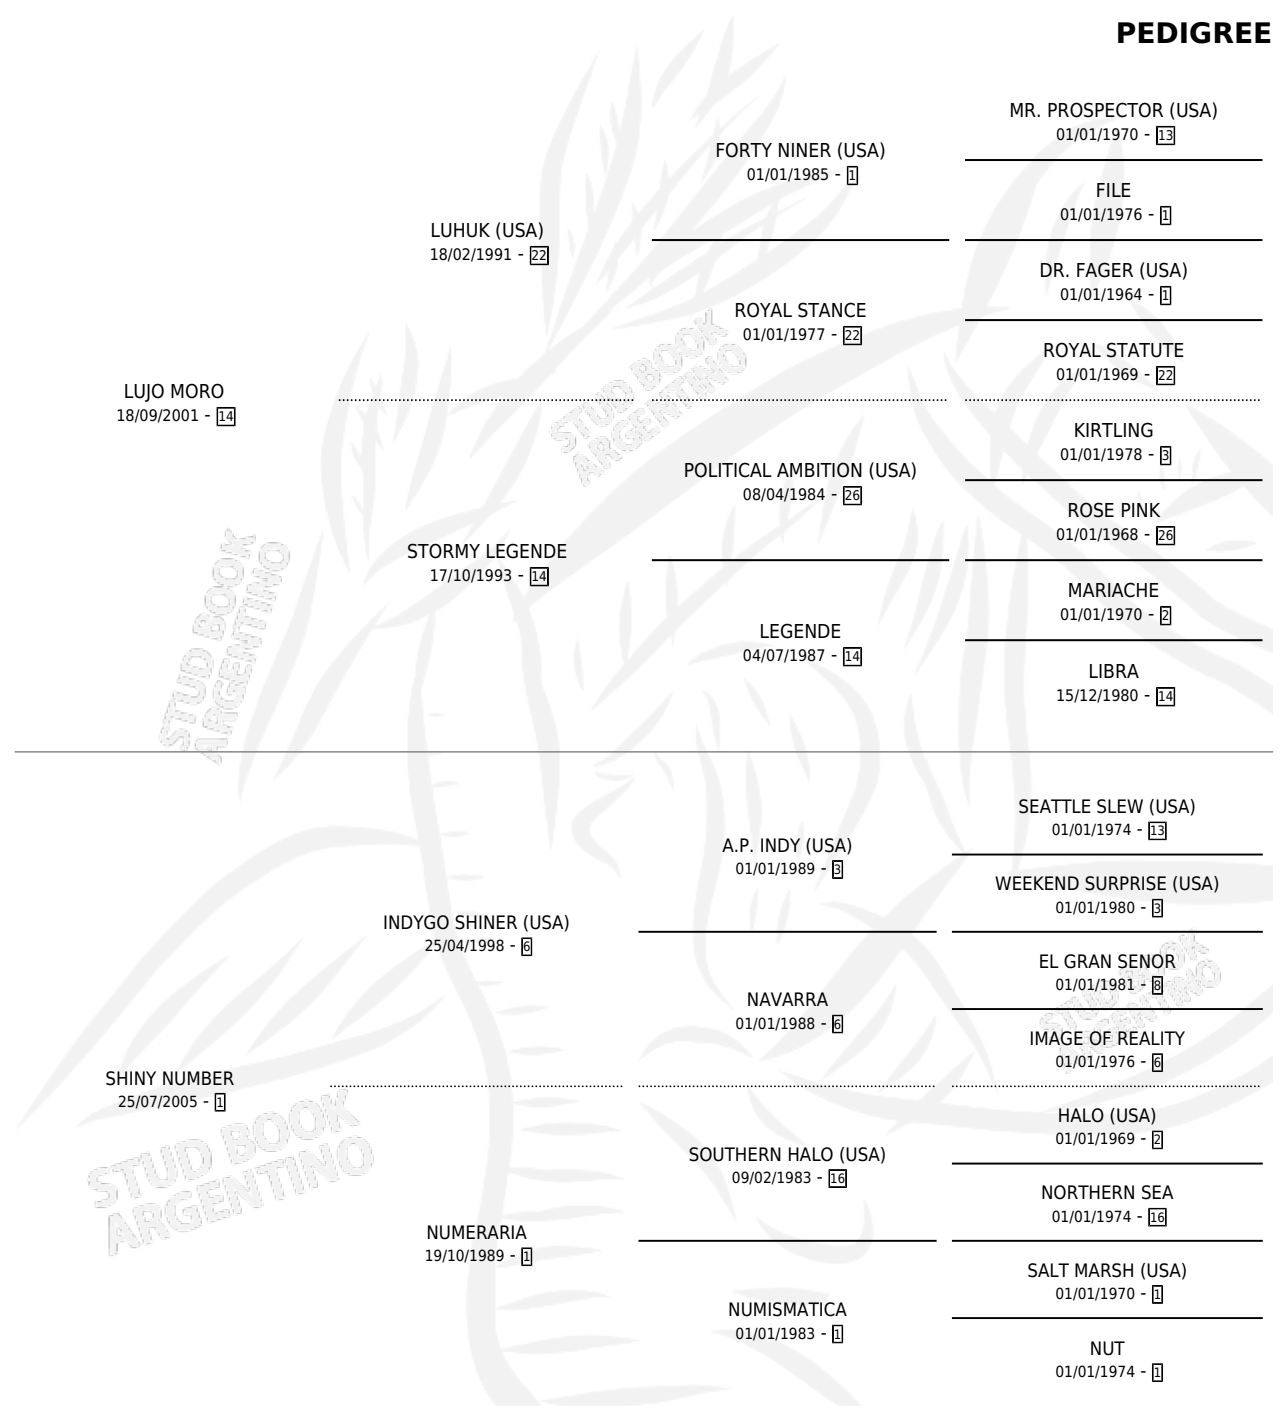 PEDIGREE
MR. PROSPECTOR (USA)
01/01/1970 - 13
FORTY NINER (USA)
01/01/1985 - 1
FILE
01/01/1976 - 1
LUHUK (USA)
18/02/1991 - 22
DR. FAGER (USA)
01/01/1964 - 1
ROYAL STANCE
01/01/1977 - 22
ROYAL STATUTE
01/01/1969 - 22
LUJO MORO
18/09/2001 - 14
KIRTLING
01/01/1978 - 3
POLITICAL AMBITION (USA)
08/04/1984 - 26
ROSE PINK
01/01/1968 - 26
STORMY LEGENDE
17/10/1993 - 14
MARIACHE
01/01/1970 - 2
LEGENDE
04/07/1987 - 14
LIBRA
15/12/1980 - 14
SEATTLE SLEW (USA)
01/01/1974 - 13
A.P. INDY (USA)
01/01/1989 - 3
WEEKEND SURPRISE (USA)
01/01/1980 - 3
INDYGO SHINER (USA)
25/04/1998 - 6
EL GRAN SENOR
01/01/1981 - 8
NAVARRA
01/01/1988 - 6
IMAGE OF REALITY
01/01/1976 - 6
SHINY NUMBER
25/07/2005 - 1
HALO (USA)
01/01/1969 - 2
SOUTHERN HALO (USA)
09/02/1983 - 16
NORTHERN SEA
01/01/1974 - 16
NUMERARIA
19/10/1989 - 1
SALT MARSH (USA)
01/01/1970 - 1
NUMISMATICA
01/01/1983 - 1
NUT
01/01/1974 - 1
STUD BOOK
ARGENTINO
STUD BOOK
ARGENTINO
STUD BOOK
ARGENTINO
STUD BOOK
ARGENTINO